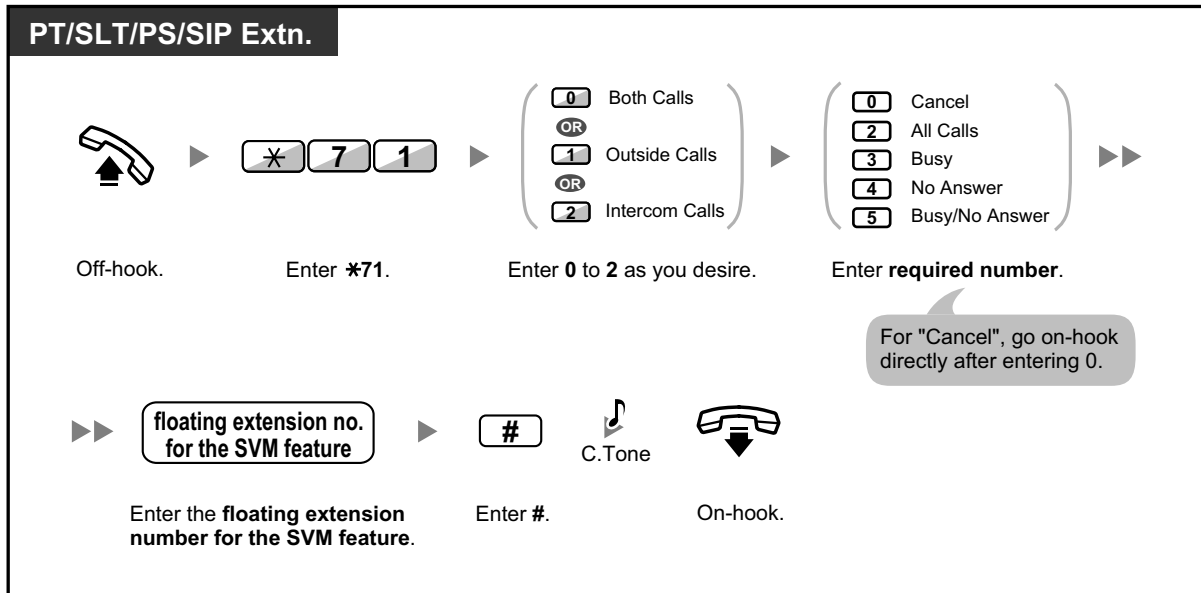 PT/SLT/PS/SIP Extn.
0 Both Calls
OR
1 Outside Calls
OR
2 Intercom Calls
0 Cancel
2 All Calls
3 Busy
4 No Answer
5 Busy/No Answer
* 7 1
Off-hook.
Enter *71.
Enter 0 to 2 as you desire.
Enter required number.
For "Cancel", go on-hook
directly after entering 0.
floating extension no.
for the SVM feature
#
C.Tone
Enter the floating extension
number for the SVM feature.
Enter #.
On-hook.